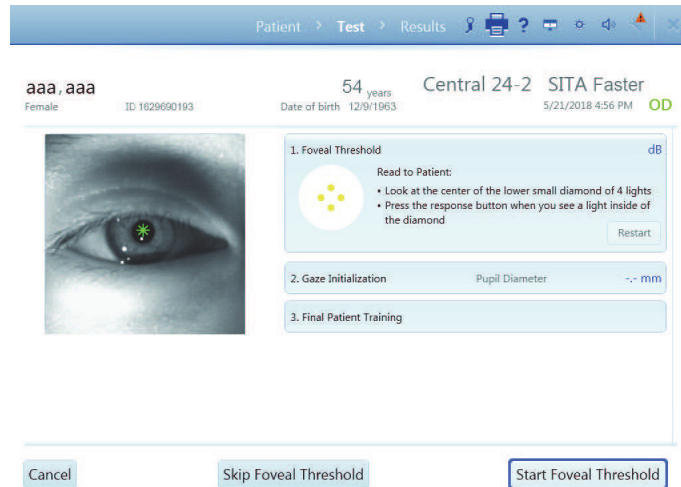 Patient > Test > Results ?
aaa, aaa
54 years
Central 24-2 SITA Faster
Female ID 1629690193
Date of birth 12/9/1963
5/21/2018 4:56 PM OD
1. Foveal Threshold dB
Read to Patient:
• Look at the center of the lower small diamond of 4 lights
• Press the response button when you see a light inside of
the diamond
Restart
2. Gaze Initialization Pupil Diameter -.- mm
3. Final Patient Training
Cancel Skip Foveal Threshold Start Foveal Threshold